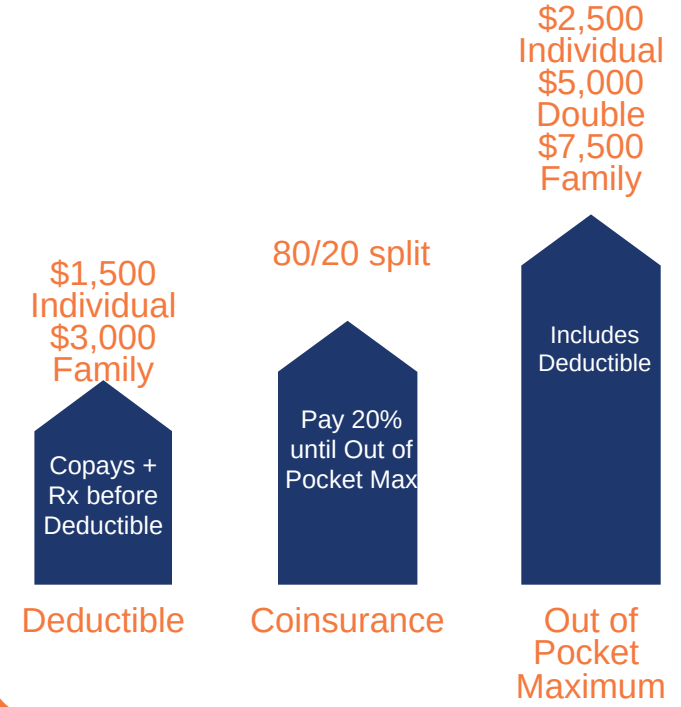 $1,500
Individual
$3,000
Family
Copays +
Rx before
Deductible
Deductible
80/20 split
Pay 20%
until Out of
Pocket Max
Coinsurance
$2,500
Individual
$5,000
Double
$7,500
Family
Includes
Deductible
Out of
Pocket
Maximum